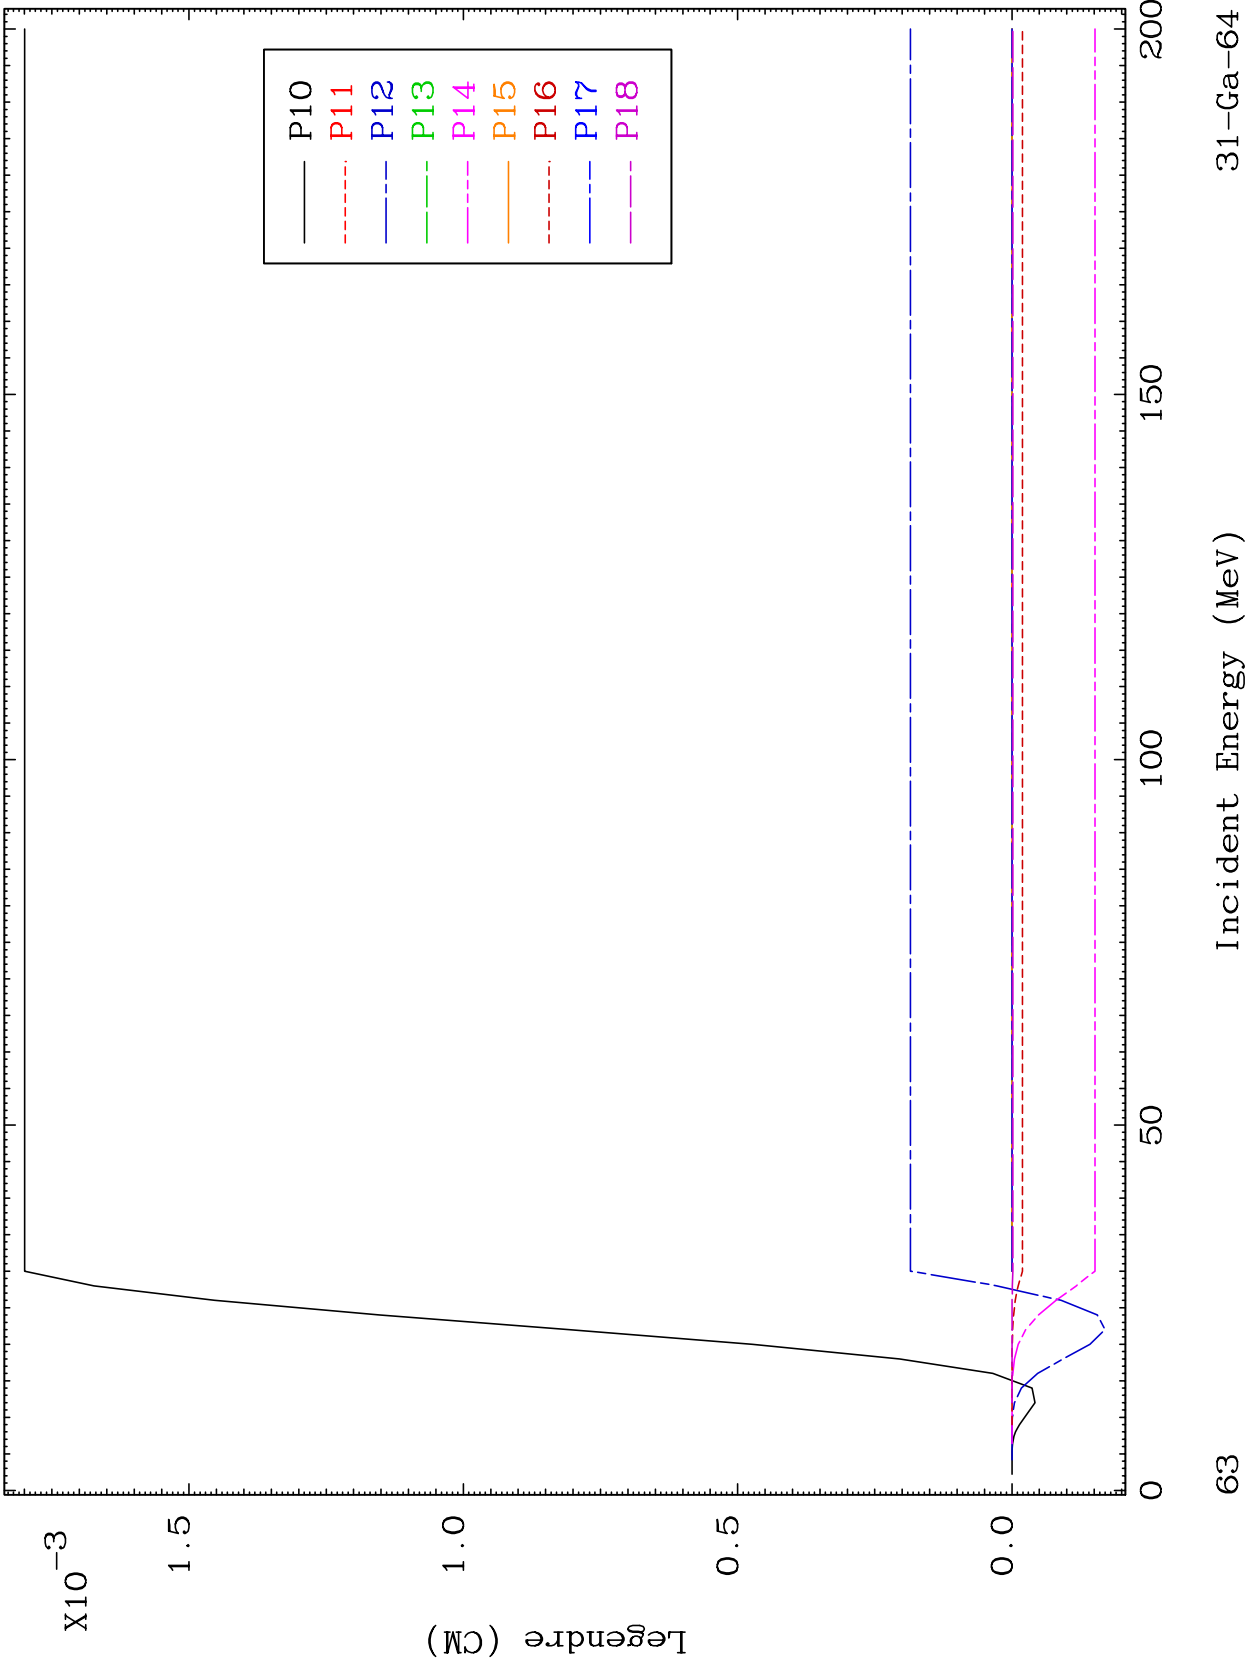 X10-3
1.5
1.0
0.5
0.0
Legendre (CM)
P10
P11
P12
P13
P14
P15
P16
P17
P18
0 50 100 150 200
63 Incident Energy (MeV) 31-Ga-64